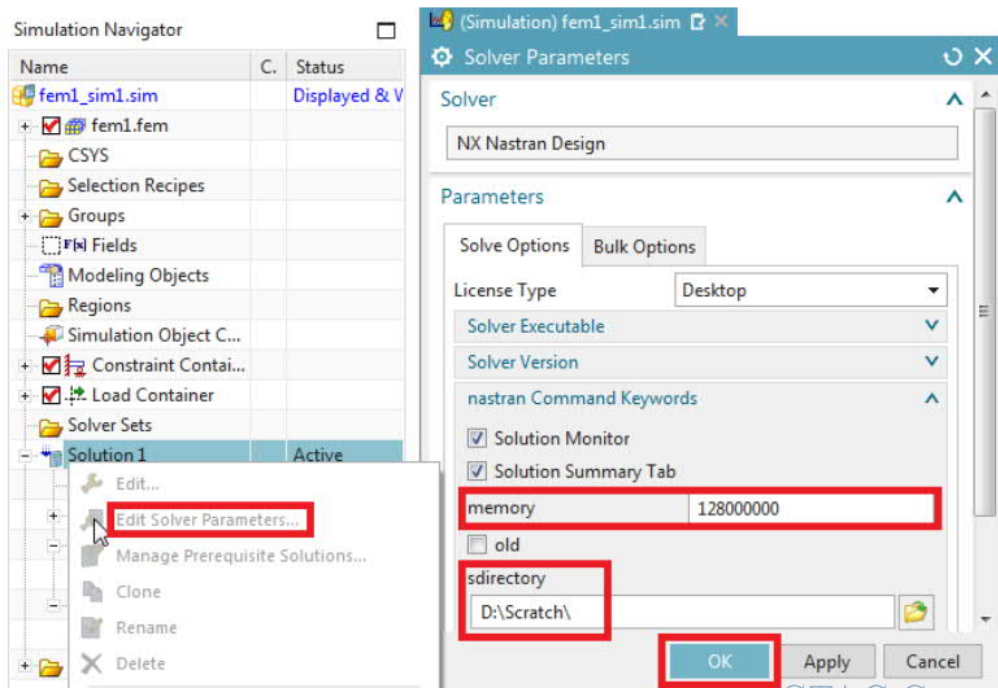 Simulation Navigator
Name C. Status
fem1_sim1.sim Displayed & V
fem1.fem
CSYS
Selection Recipes
Groups
F(x) Fields
Modeling Objects
Regions
Simulation Object C...
Constraint Contai...
Load Container
Solver Sets
Solution 1 Active
Edit...
Edit Solver Parameters...
Manage Prerequisite Solutions...
Clone
Rename
Delete
(Simulation) fem1_sim1.sim
Solver Parameters
Solver
NX Nastran Design
Parameters
Solve Options Bulk Options
License Type Desktop
Solver Executable
Solver Version
nastran Command Keywords
Solution Monitor
Solution Summary Tab
memory 128000000
old
sdirectory
D:\Scratch\
OK Apply Cancel